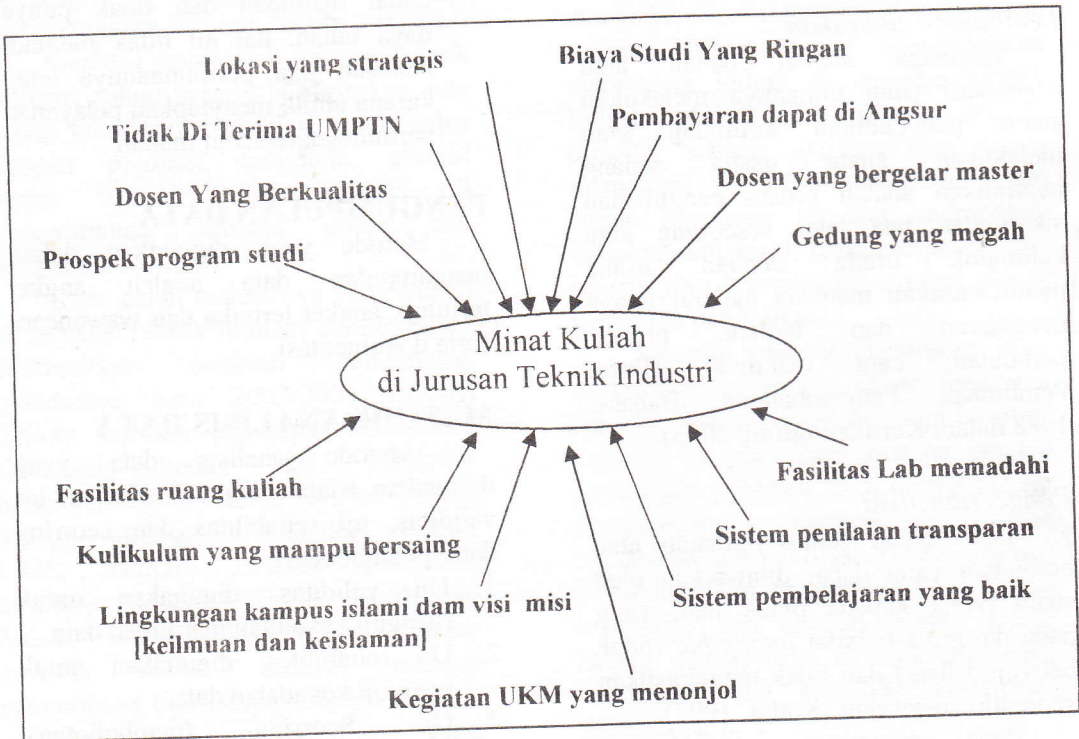 Lokasi yang strategis
Biaya Studi Yang Ringan
Tidak Di Terima UMPTN
Pembayaran dapat di Angsur
Dosen Yang Berkualitas
Dosen yang bergelar master
Prospek program studi
Gedung yang megah
Minat Kuliah
di Jurusan Teknik Industri
Fasilitas ruang kuliah
Fasilitas Lab memadahi
Kulikulum yang mampu bersaing
Sistem penilaian transparan
Lingkungan kampus islami dam visi misi
[keilmuan dan keislaman]
Sistem pembelajaran yang baik
Kegiatan UKM yang menonjol